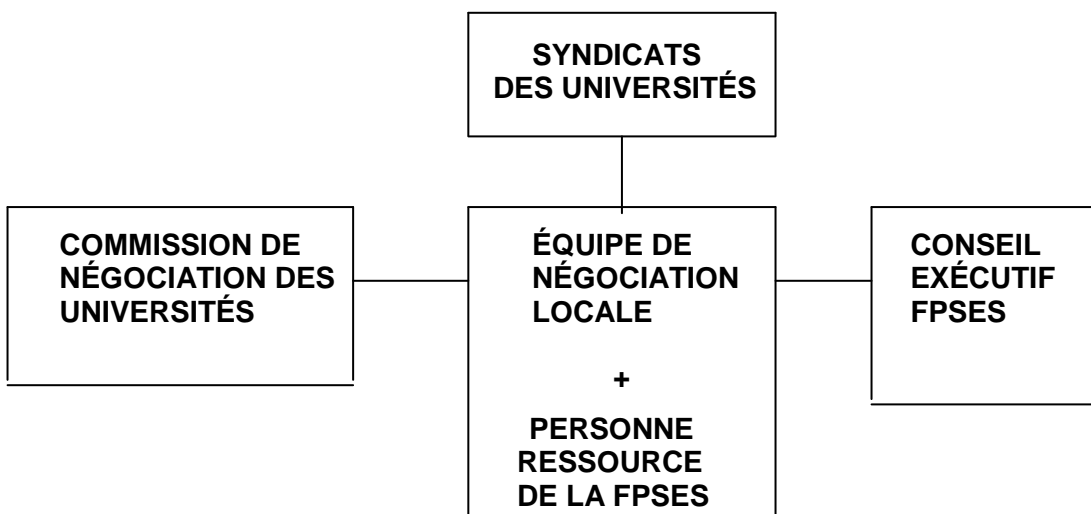 SYNDICATS
DES UNIVERSITÉS
COMMISSION DE
NÉGOCIATION DES
UNIVERSITÉS
ÉQUIPE DE
NÉGOCIATION
LOCALE
+
PERSONNE
RESSOURCE
DE LA FPSES
CONSEIL
EXÉCUTIF
FPSES